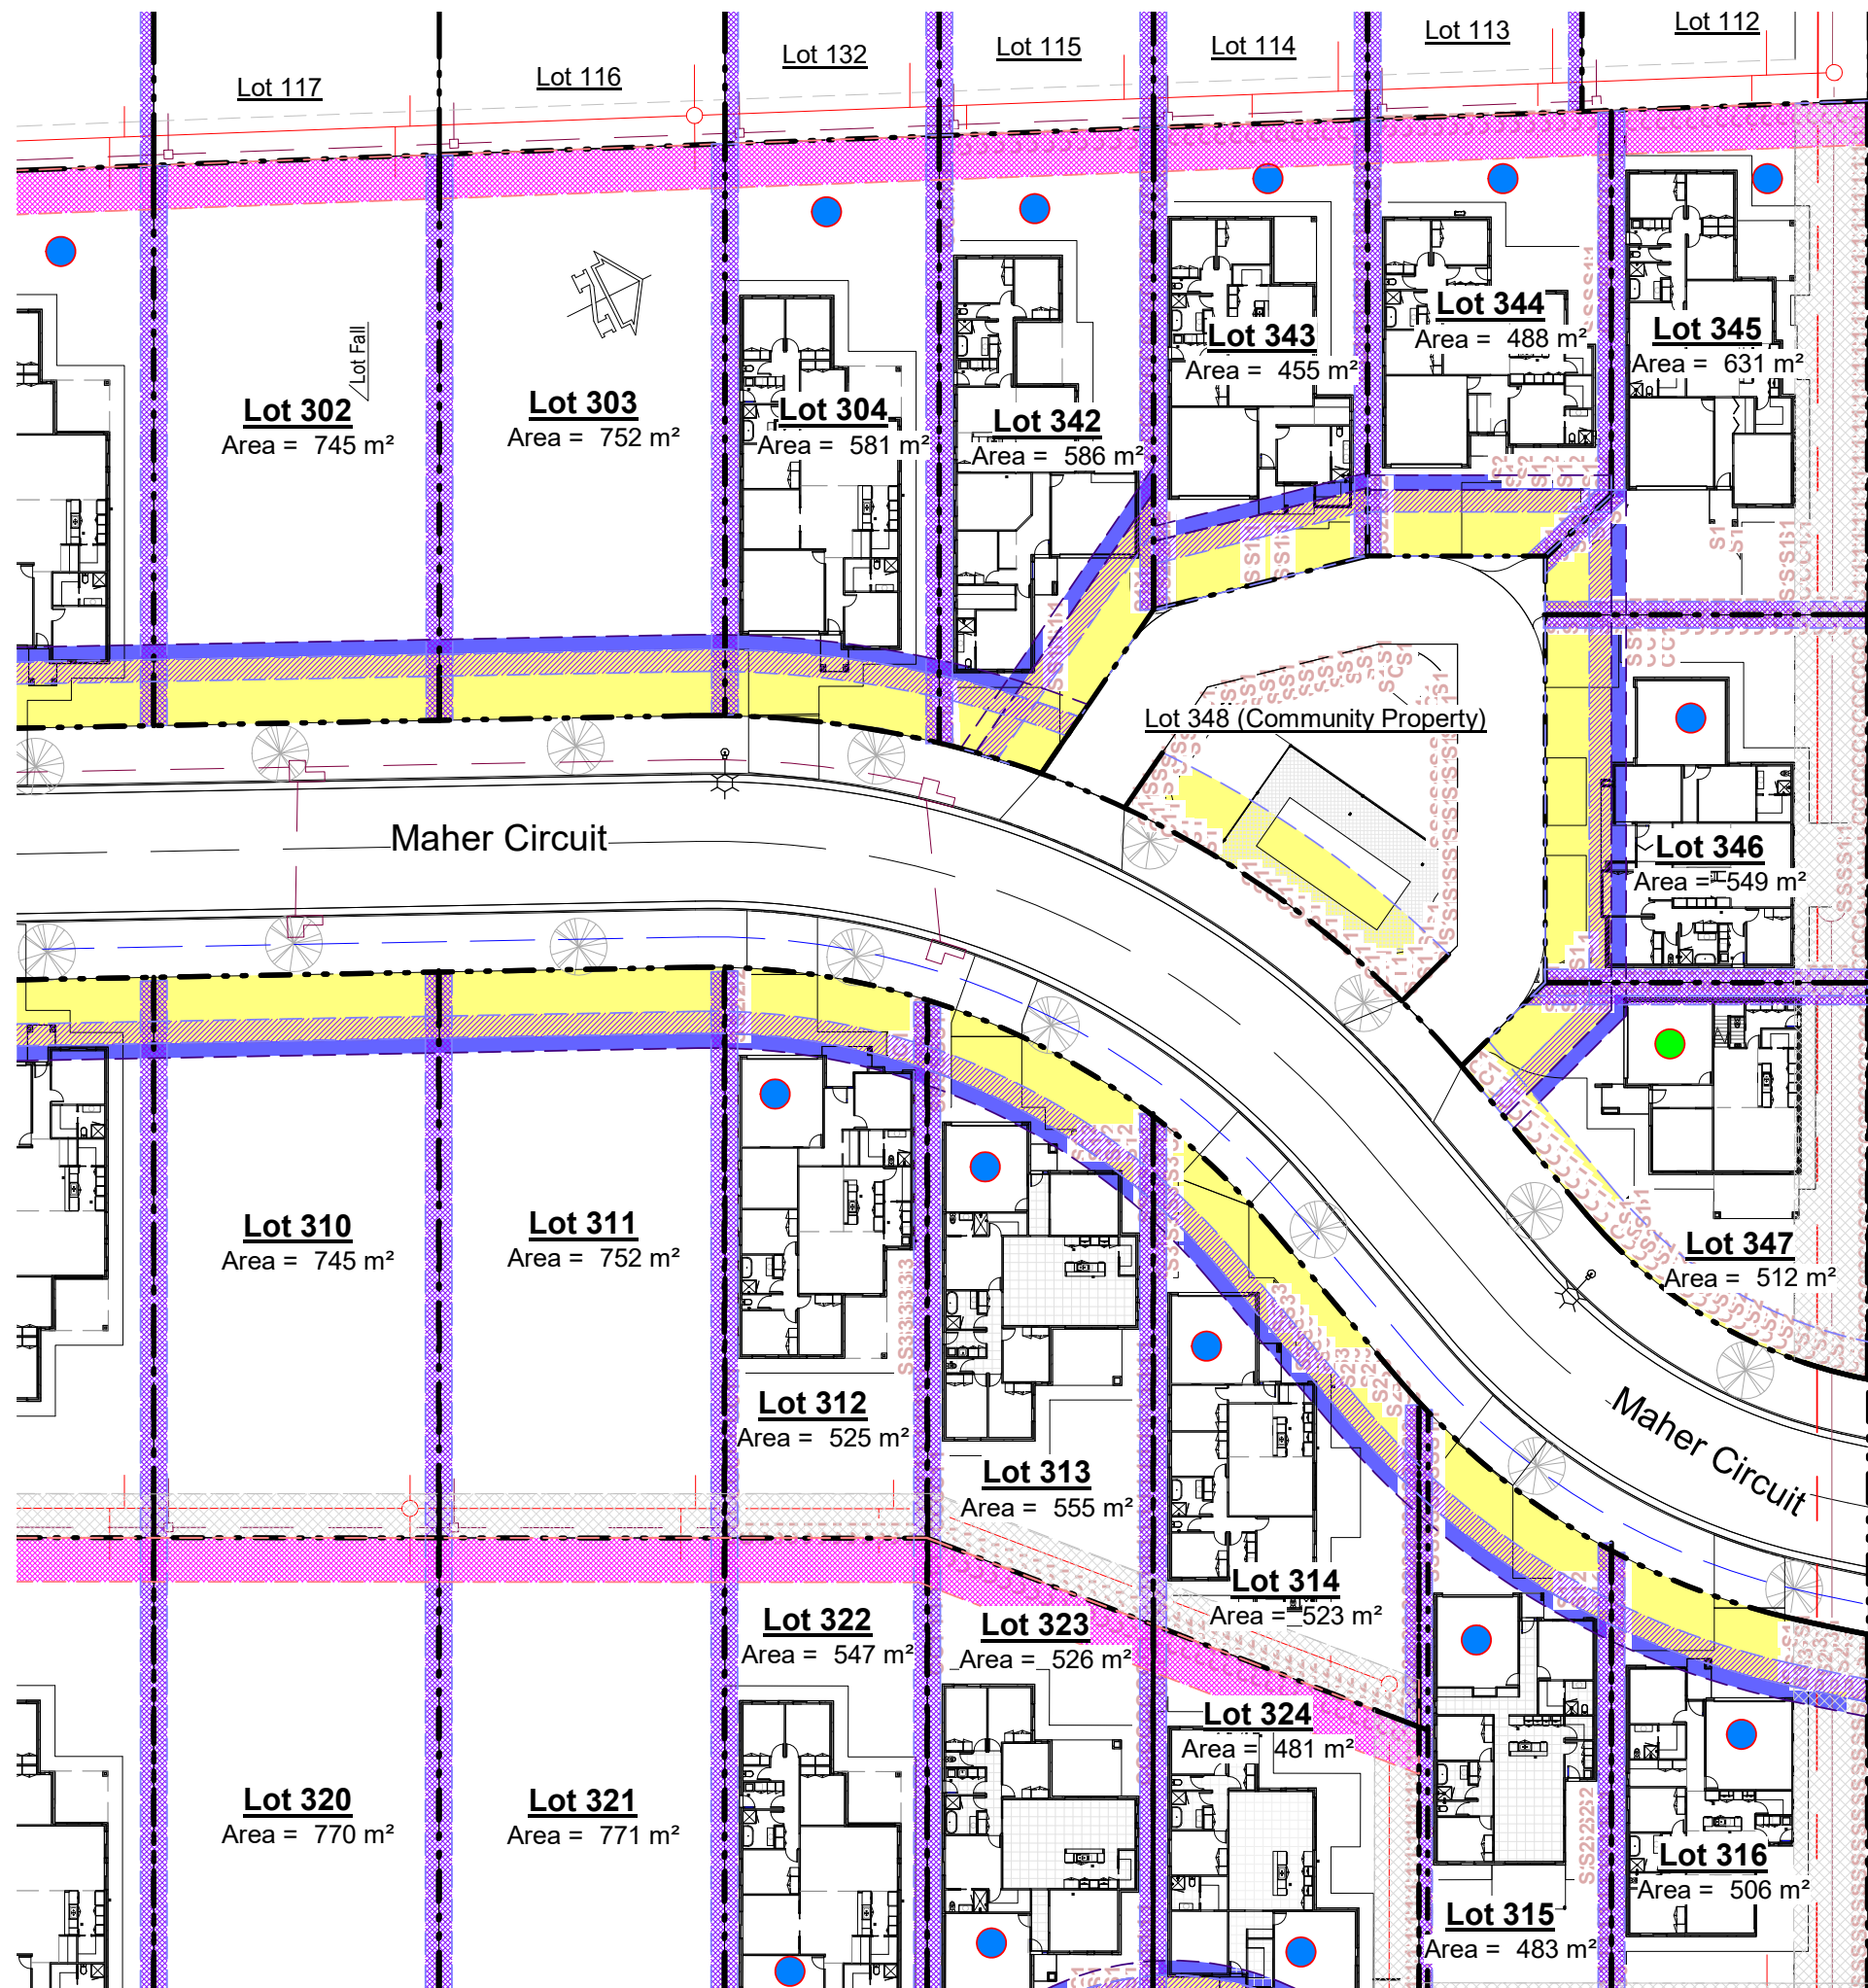 Lot 117
Lot 116
Lot 132
Lot 115
Lot 114
Lot 113
Lot 112
Lot Fall
Lot 302
Area = 745 m²
Lot 303
Area = 752 m²
Lot 304
Area = 581 m²
Lot 342
Area = 586 m²
Lot 343
Area = 455 m²
Lot 344
Area = 488 m²
Lot 345
Area = 631 m²
Lot 348 (Community Property)
Maher Circuit
Lot 346
Area = 549 m²
Lot 310
Area = 745 m²
Lot 311
Area = 752 m²
Lot 347
Area = 512 m²
Lot 312
Area = 525 m²
Lot 313
Area = 555 m²
Maher Circuit
Lot 314
Area = 523 m²
Lot 322
Area = 547 m²
Lot 323
Area = 526 m²
Lot 324
Area = 481 m²
Lot 320
Area = 770 m²
Lot 321
Area = 771 m²
Lot 316
Area = 506 m²
Lot 315
Area = 483 m²